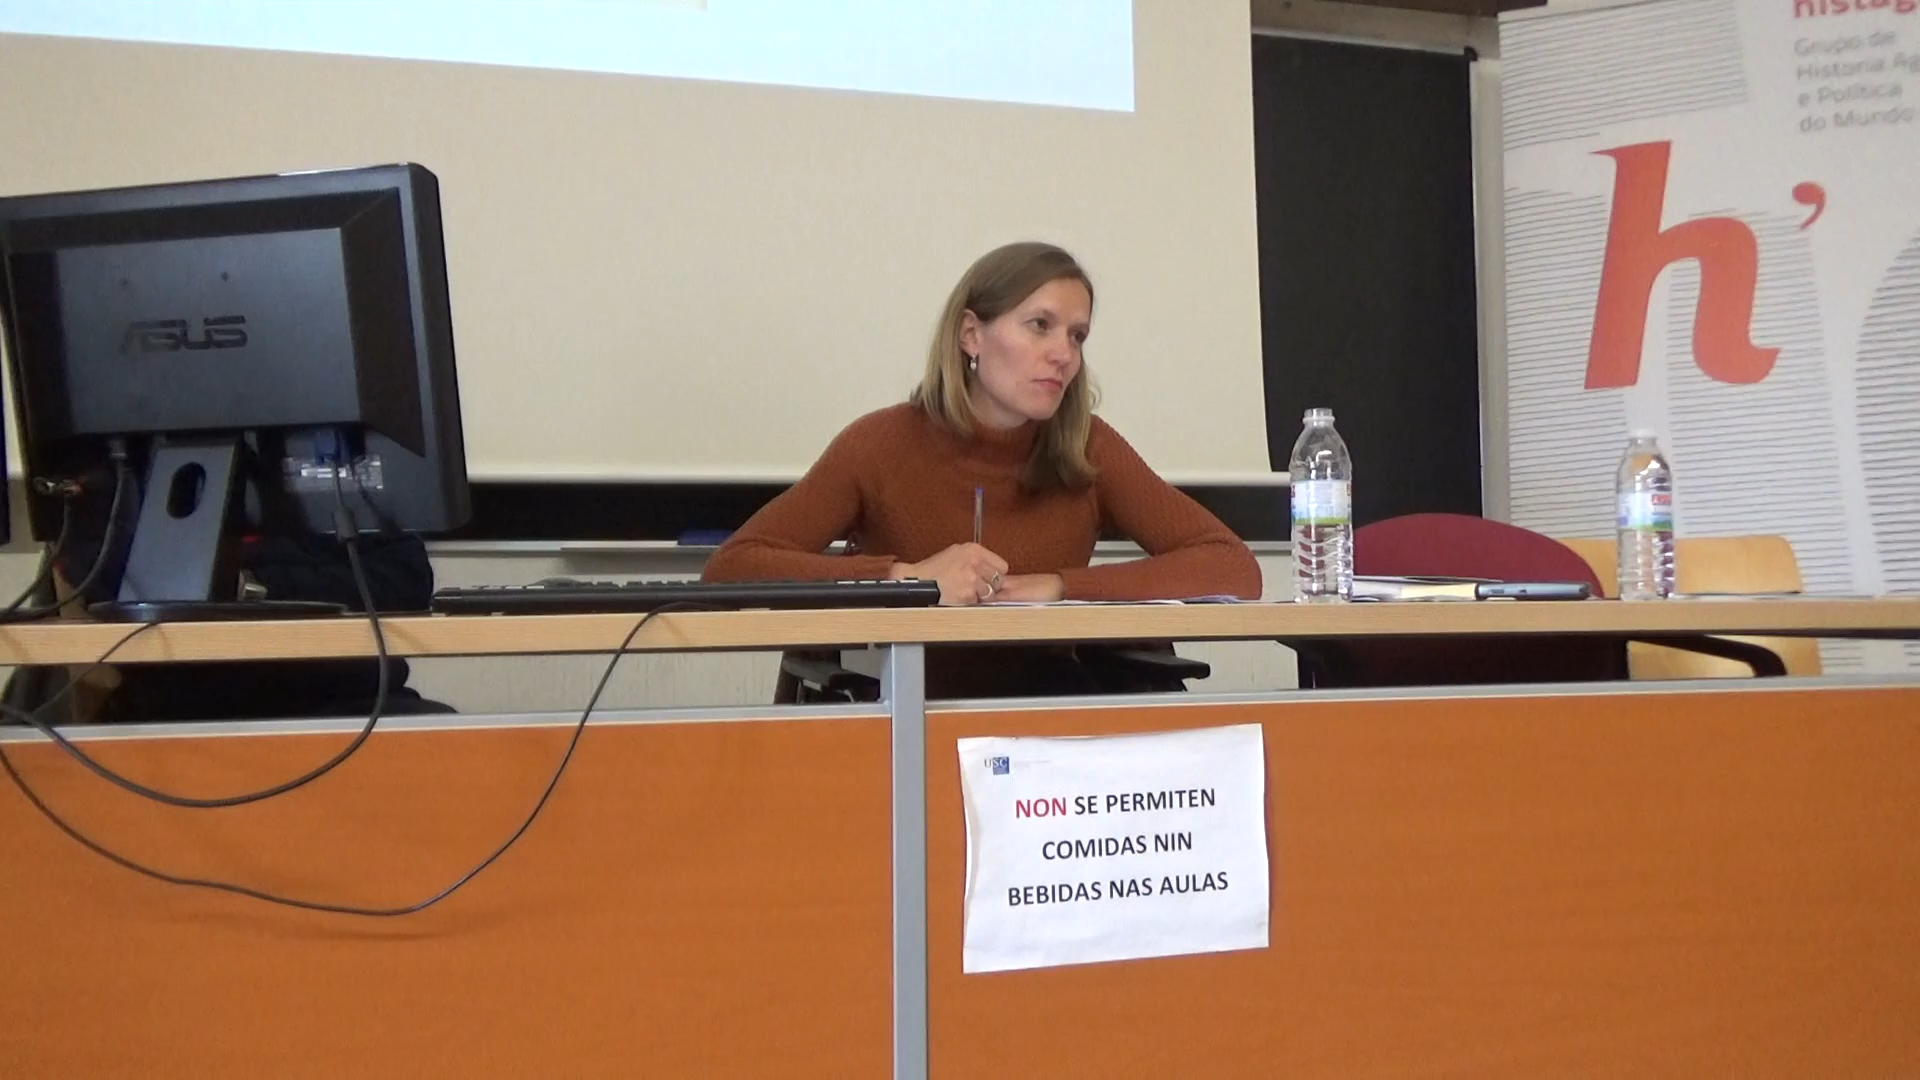 ASUS
histag
Grupo de
Historia Ag
e Política
do Mundo
h'
USC
NON SE PERMITEN
COMIDAS NIN
BEBIDAS NAS AULAS